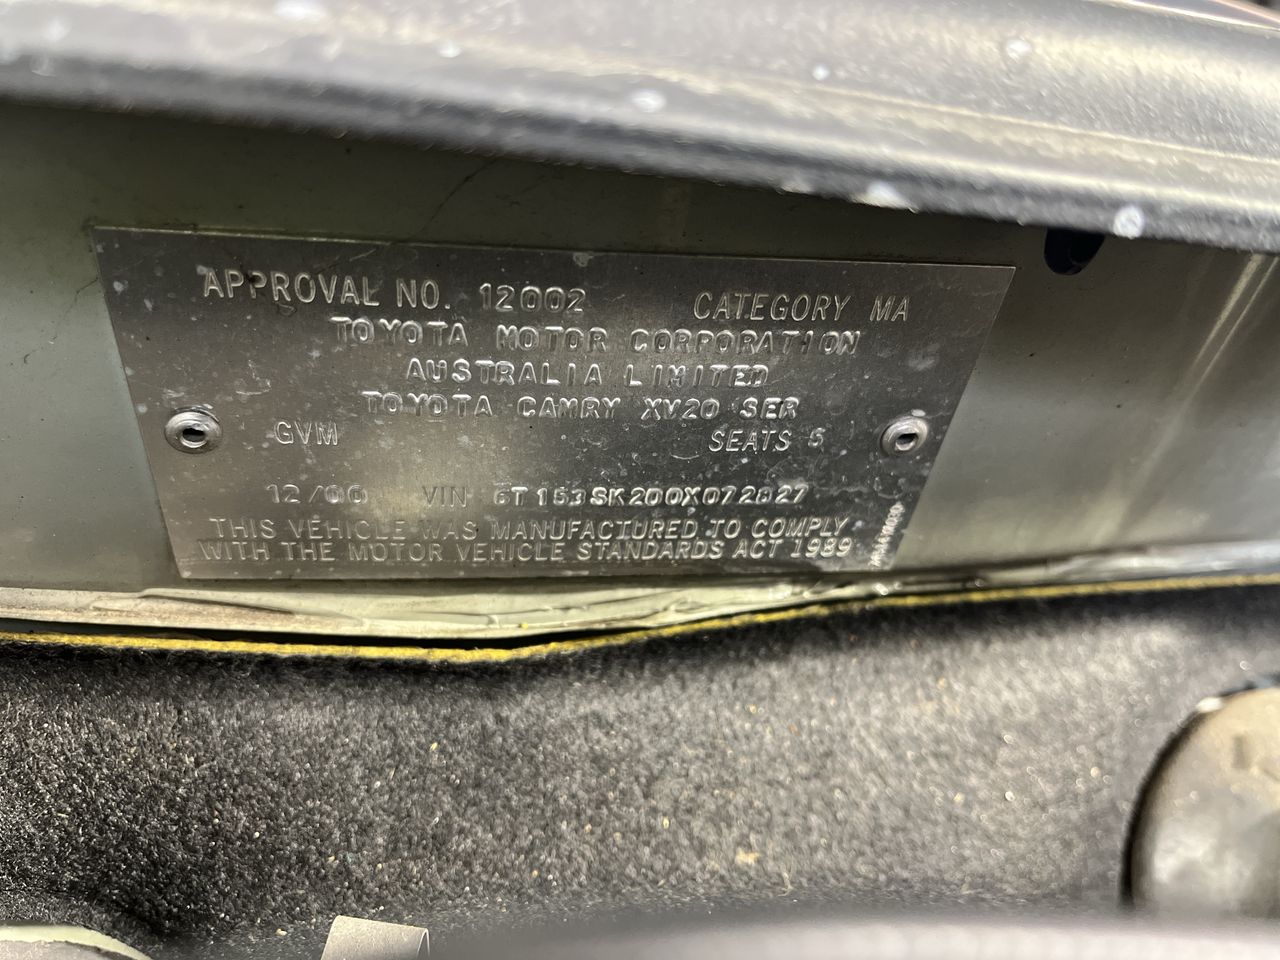 APPROVAL NO. 12002 CATEGORY MA
TOYOTA MOTOR CORPORATION
AUSTRALIA LIMITED
TOYOTA CAMRY XV20 SER
GVM SEATS 5
12/00 VIN 6T153SK200X072827
THIS VEHICLE WAS MANUFACTURED TO COMPLY
WITH THE MOTOR VEHICLE STANDARDS ACT 1989